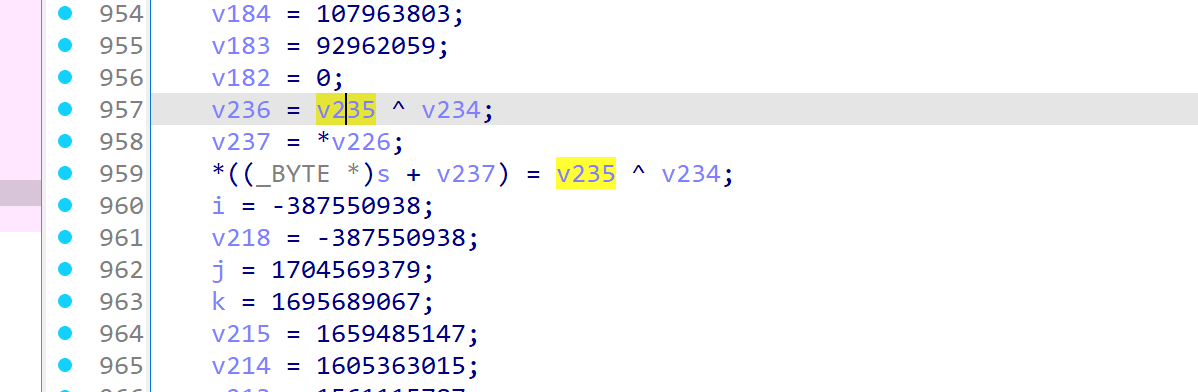 954 v184 = 107963803;
955 v183 = 92962059;
956 v182 = 0;
957 v236 = v235 ^ v234;
958 v237 = *v226;
959 *((_BYTE *)s + v237) = v235 ^ v234;
960 i = -387550938;
961 v218 = -387550938;
962 j = 1704569379;
963 k = 1695689067;
964 v215 = 1659485147;
965 v214 = 1605363015;